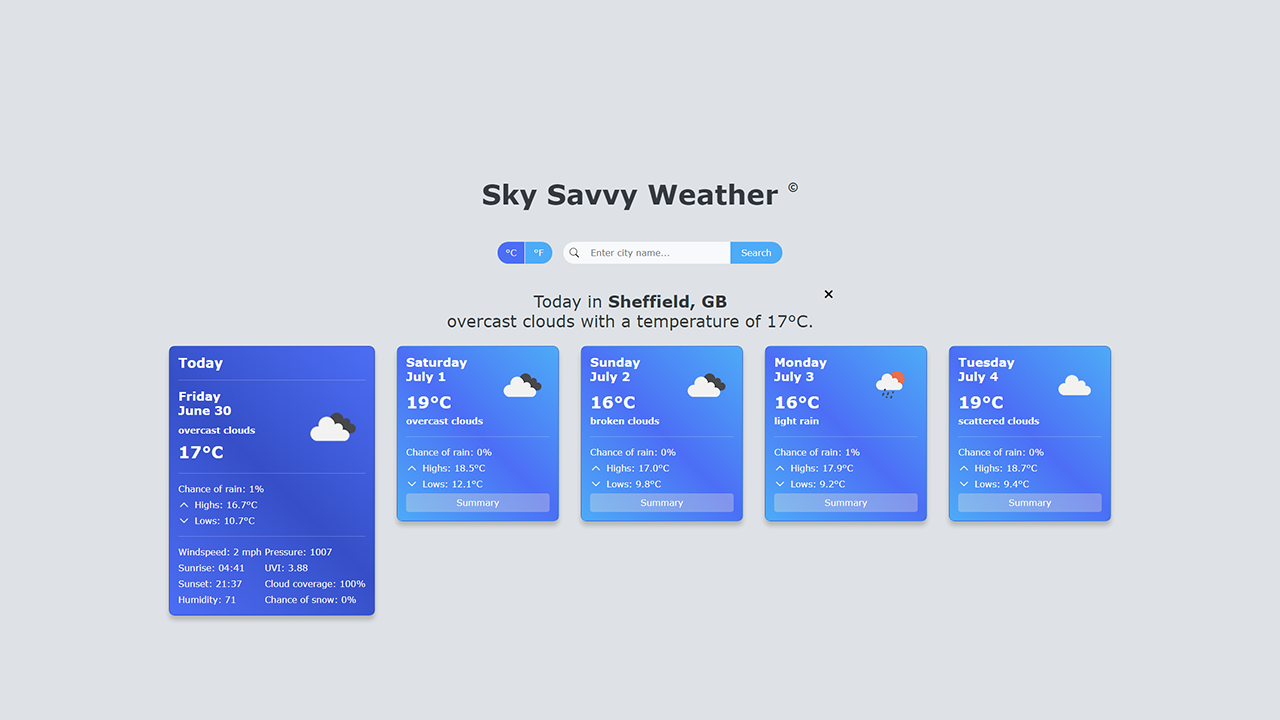 Sky Savvy Weather ©
°C °F Enter city name... Search
Today in Sheffield, GB
overcast clouds with a temperature of 17°C.
Today
Friday
June 30
overcast clouds
17°C
Chance of rain: 1%
Highs: 16.7°C
Lows: 10.7°C
Windspeed: 2 mph Pressure: 1007
Sunrise: 04:41 UVI: 3.88
Sunset: 21:37 Cloud coverage: 100%
Humidity: 71 Chance of snow: 0%
Saturday
July 1
19°C
overcast clouds
Chance of rain: 0%
Highs: 18.5°C
Lows: 12.1°C
Summary
Sunday
July 2
16°C
broken clouds
Chance of rain: 0%
Highs: 17.0°C
Lows: 9.8°C
Summary
Monday
July 3
16°C
light rain
Chance of rain: 1%
Highs: 17.9°C
Lows: 9.2°C
Summary
Tuesday
July 4
19°C
scattered clouds
Chance of rain: 0%
Highs: 18.7°C
Lows: 9.4°C
Summary